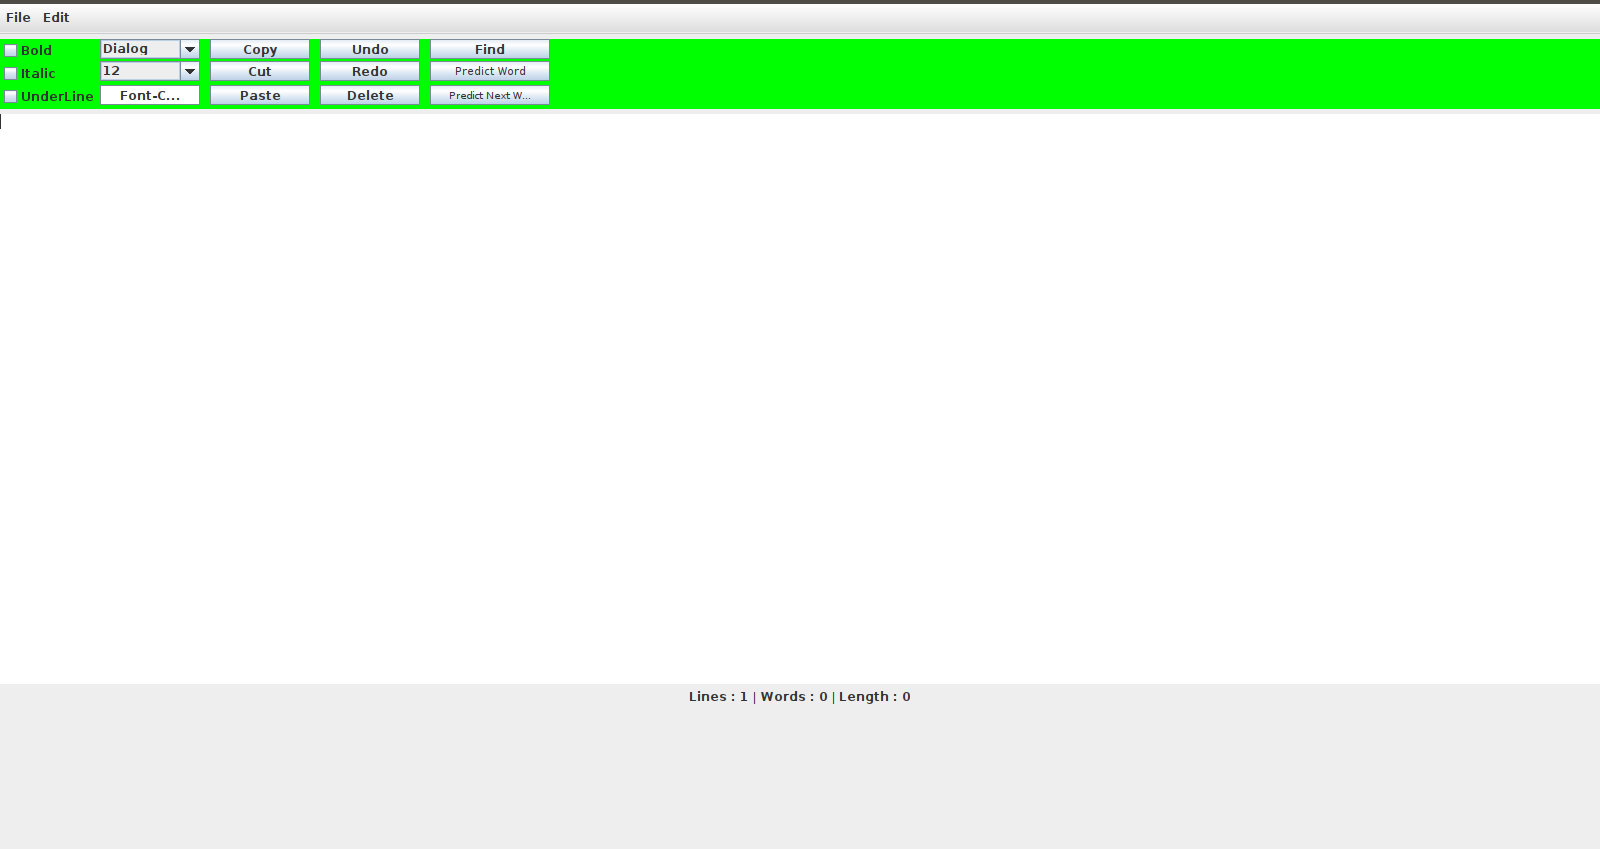 File Edit
Bold Dialog Copy Undo Find
Italic 12 Cut Redo Predict Word
UnderLine Font-C... Paste Delete Predict Next W...
Lines : 1 | Words : 0 | Length : 0